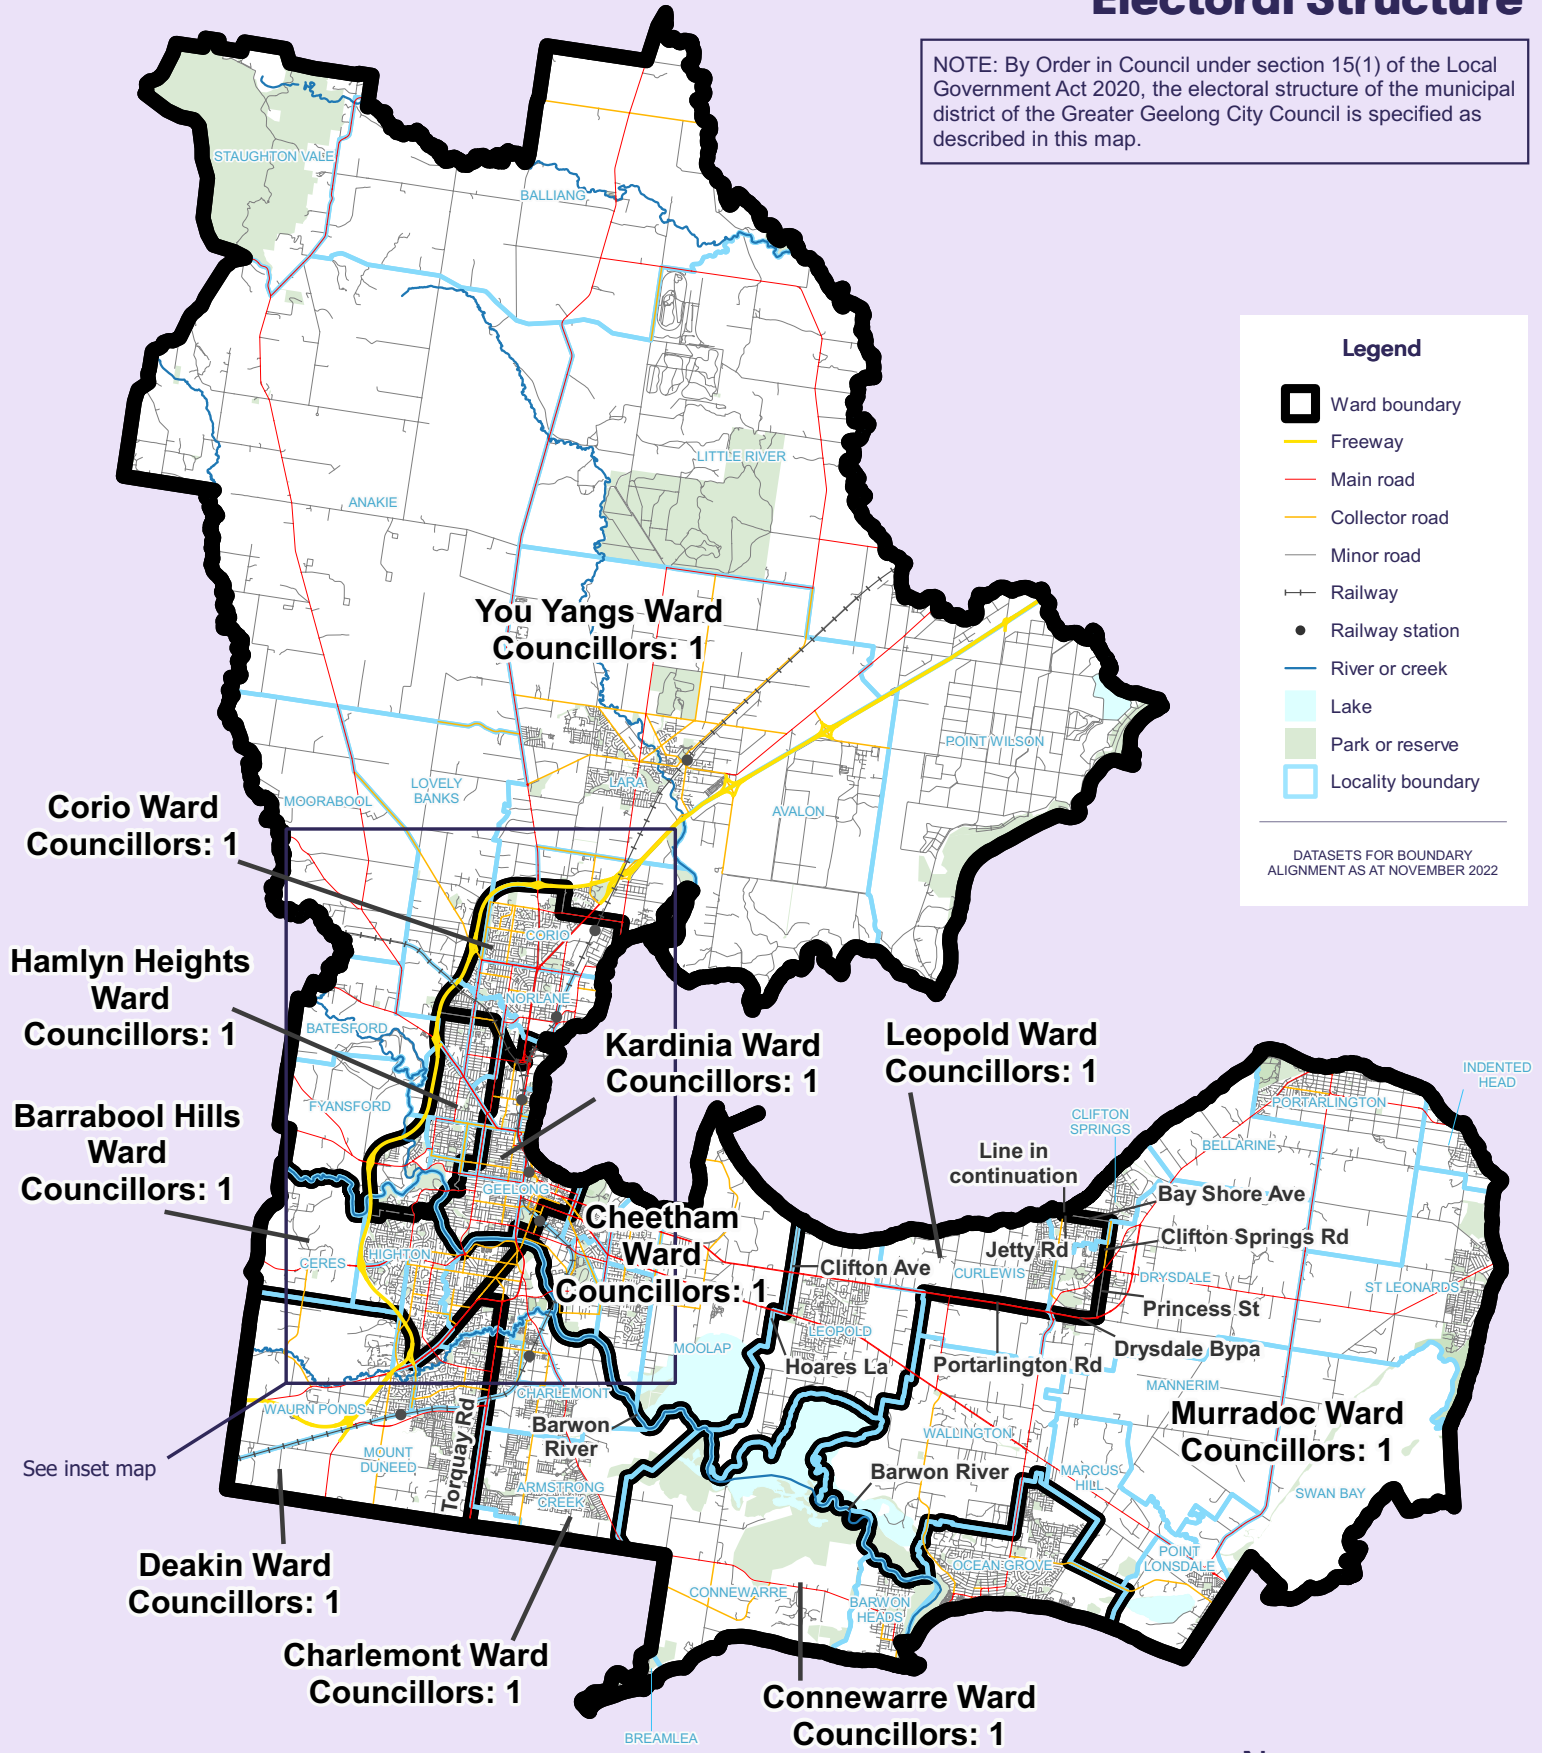 Electoral Structure
NOTE: By Order in Council under section 15(1) of the Local
Government Act 2020, the electoral structure of the municipal
district of the Greater Geelong City Council is specified as
described in this map.
Legend
Ward boundary
Freeway
Main road
Collector road
Minor road
Railway
Railway station
River or creek
Lake
Park or reserve
Locality boundary
DATASETS FOR BOUNDARY
ALIGNMENT AS AT NOVEMBER 2022
STAUGHTON VALE
BALLIANG
LITTLE RIVER
ANAKIE
You Yangs Ward
Councillors: 1
POINT WILSON
LOVELY
BANKS
MOORABOOL
LARA
AVALON
Corio Ward
Councillors: 1
CORIO
Hamlyn Heights
Ward
Councillors: 1
NORLANE
BATESFORD
Kardinia Ward
Councillors: 1
Leopold Ward
Councillors: 1
INDENTED
HEAD
PORTARLINGTON
FYANSFORD
Barrabool Hills
Ward
Councillors: 1
CLIFTON
SPRINGS
BELLARINE
Line in
continuation
GEELONG
Bay Shore Ave
Cheetham
Ward
Councillors: 1
Clifton Springs Rd
Jetty Rd
CERES
HIGHTON
Clifton Ave
CURLEWIS
DRYSDALE
ST LEONARDS
Princess St
LEOPOLD
MOOLAP
Drysdale Bypa
Hoares La
Portarlington Rd
MANNERIM
CHARLEMONT
WAURN PONDS
Torquay Rd
Barwon
River
Murradoc Ward
Councillors: 1
WALLINGTON
MOUNT
DUNEED
See inset map
Barwon River
MARCUS
HILL
ARMSTRONG
CREEK
SWAN BAY
Deakin Ward
Councillors: 1
OCEAN GROVE
POINT
LONSDALE
CONNEWARRE
BARWON
HEADS
Charlemont Ward
Councillors: 1
Connewarre Ward
Councillors: 1
BREAMLEA